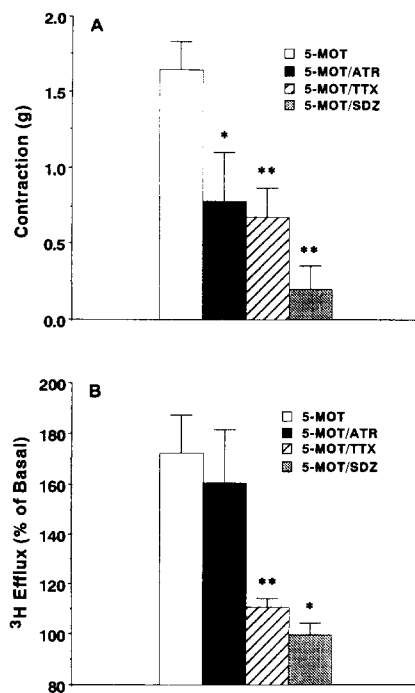 A
Contraction (g)
2.0
1.5
1.0
0.5
0.0
5-MOT
5-MOT/ATR
5-MOT/TTX
5-MOT/SDZ
*
**
**
B
³H Efflux (% of Basal)
200
180
160
140
120
100
80
5-MOT
5-MOT/ATR
5-MOT/TTX
5-MOT/SDZ
**
*